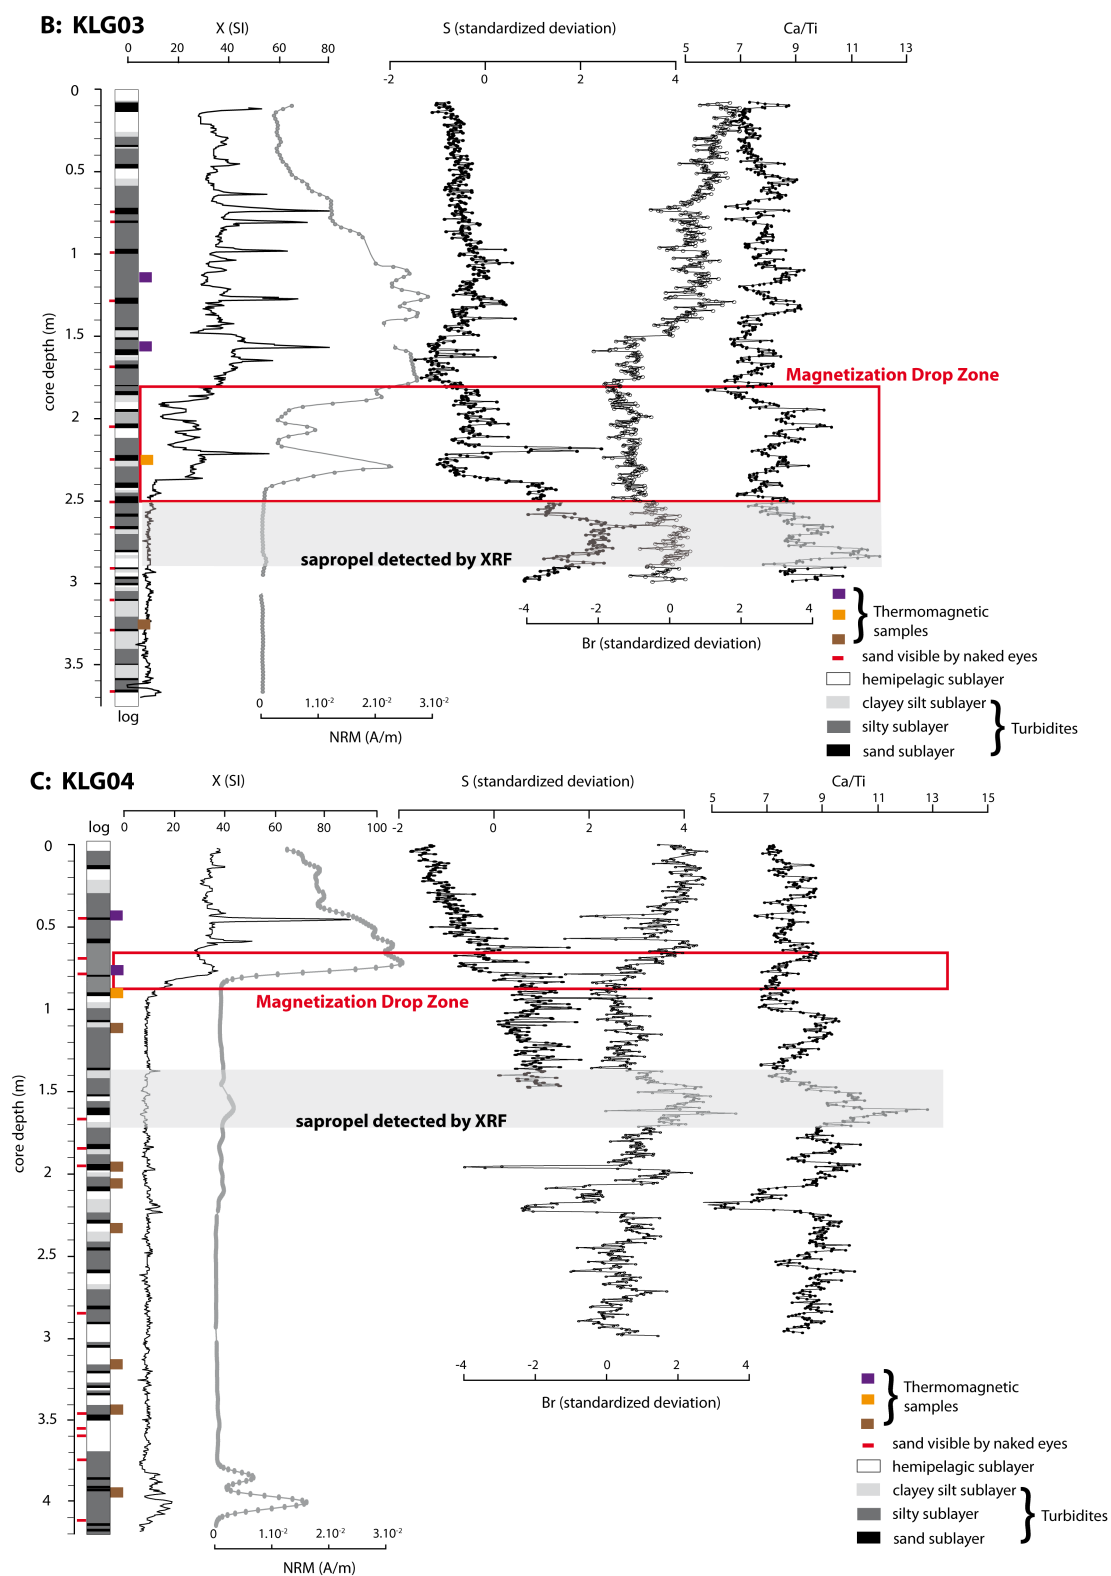 B: KLG03
X (SI)
S (standardized deviation)
Ca/Ti
0 20 40 60 80
5 7 9 11 13
-2 0 2 4
0
0.5
1
1.5
2
2.5
3
3.5
core depth (m)
log
Magnetization Drop Zone
sapropel detected by XRF
-4 -2 0 2 4
Br (standardized deviation)
0 1.10-2 2.10-2 3.10-2
NRM (A/m)
Thermomagnetic
samples
sand visible by naked eyes
hemipelagic sublayer
clayey silt sublayer
silty sublayer
Turbidites
sand sublayer
C: KLG04
X (SI)
S (standardized deviation)
Ca/Ti
log
0 20 40 60 80 100
-2 0 2 4
5 7 9 11 13 15
0
0.5
1
1.5
2
2.5
3
3.5
4
core depth (m)
Magnetization Drop Zone
sapropel detected by XRF
-4 -2 0 2 4
Br (standardized deviation)
Thermomagnetic
samples
sand visible by naked eyes
hemipelagic sublayer
clayey silt sublayer
silty sublayer
Turbidites
sand sublayer
0 1.10-2 2.10-2 3.10-2
NRM (A/m)